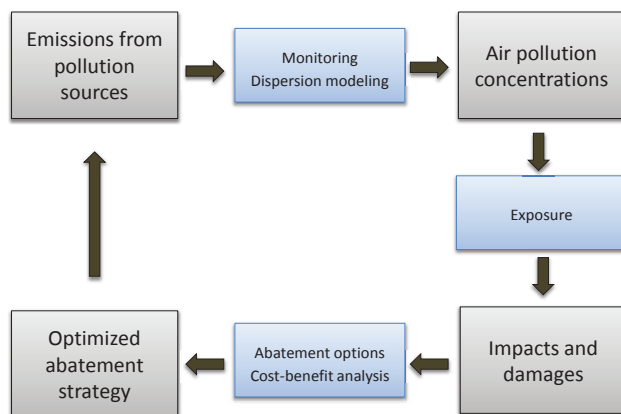 Emissions from
pollution
sources
Monitoring
Dispersion modeling
Air pollution
concentrations
Exposure
Impacts and
damages
Abatement options
Cost-benefit analysis
Optimized
abatement
strategy